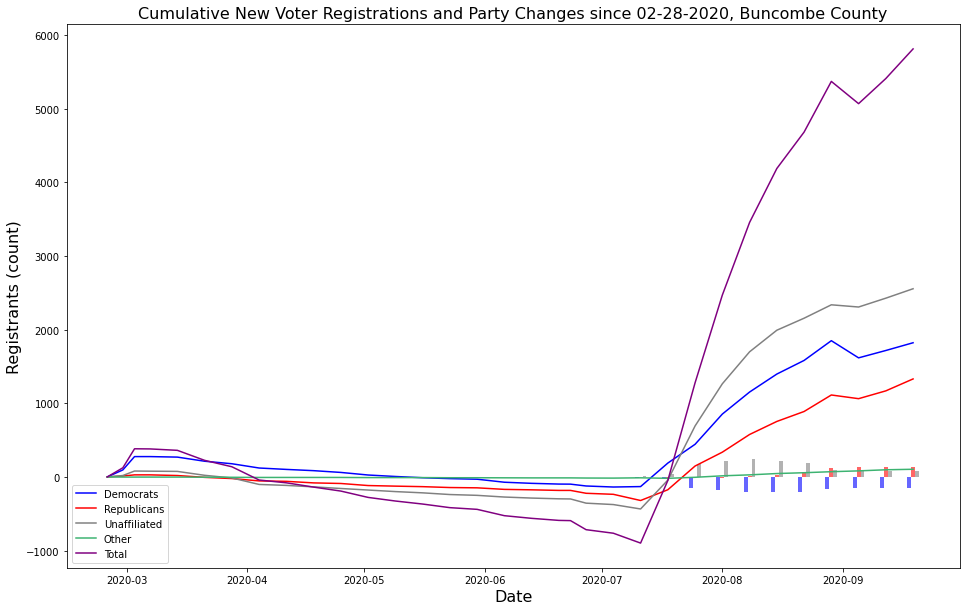 Cumulative New Voter Registrations and Party Changes since 02-28-2020, Buncombe County
Registrants (count)
6000
5000
4000
3000
2000
1000
0
−1000
Democrats
Republicans
Unaffiliated
Other
Total
2020-03 2020-04 2020-05 2020-06 2020-07 2020-08 2020-09
Date